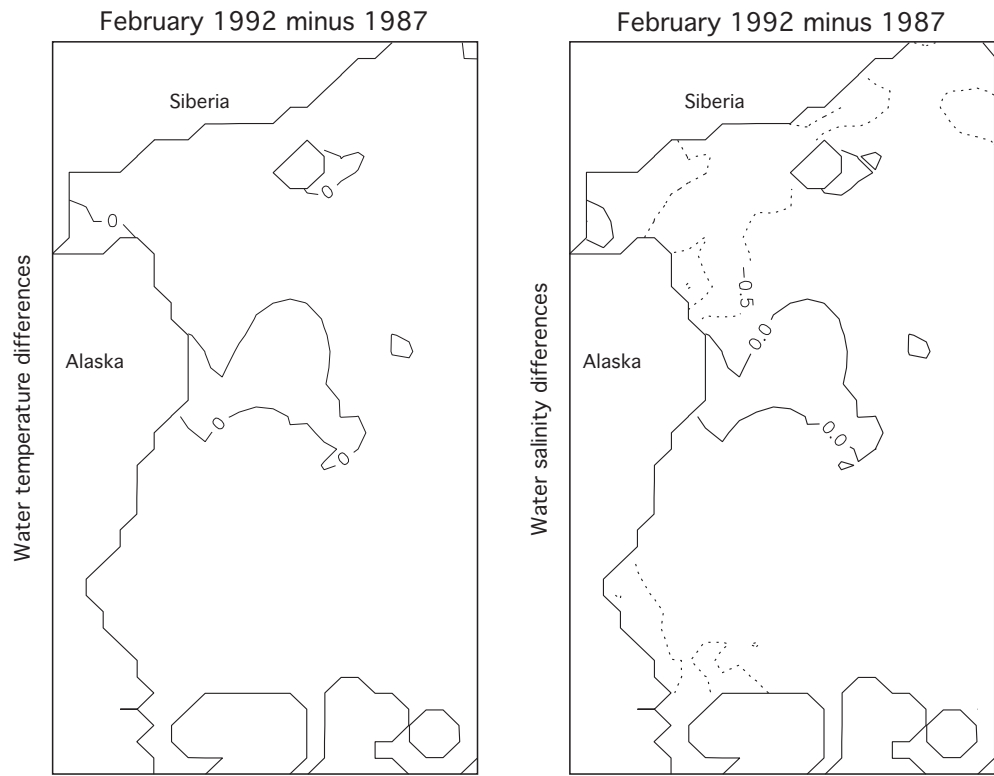 February 1992 minus 1987
February 1992 minus 1987
Siberia
Siberia
0
0
–0.5
0.0
Alaska
Alaska
0
0.0
0
Water temperature differences
Water salinity differences